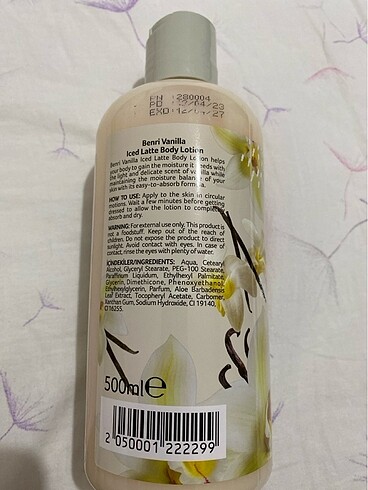 PN :280004
PD :12/04/23
EXD:12/04/27
Benri Vanilla
Iced Latte Body Lotion
Benri Vanilla Iced Latte Body Lotion helps
your body to gain the moisture it needs with
the light and delicate scent of vanilla while
maintaining the moisture balance of your
skin with its easy-to-absorb formula.
HOW TO USE: Apply to the skin in circular
motions. Wait a few minutes before getting
dressed to allow the lotion to completely
absorb and dry.
WARNING: For external use only. This product is
not a foodstuff. Keep out of the reach of
children. Do not expose the product to direct
sunlight. Avoid contact with eyes. In case of
contact, rinse the eyes with plenty of water.
İÇİNDEKİLER/INGREDIENTS: Aqua, Cetearyl
Alcohol, Glyceryl Stearate, PEG-100 Stearate,
Paraffinum Liquidum, Ethylhexyl Palmitate,
Glycerin, Dimethicone, Phenoxyethanol,
Ethylhexylglycerin, Parfum, Aloe Barbadensis
Leaf Extract, Tocopheryl Acetate, Carbomer,
Xanthan Gum, Sodium Hydroxide, CI 19140,
CI 16255.
500ml e
2 050001 222299